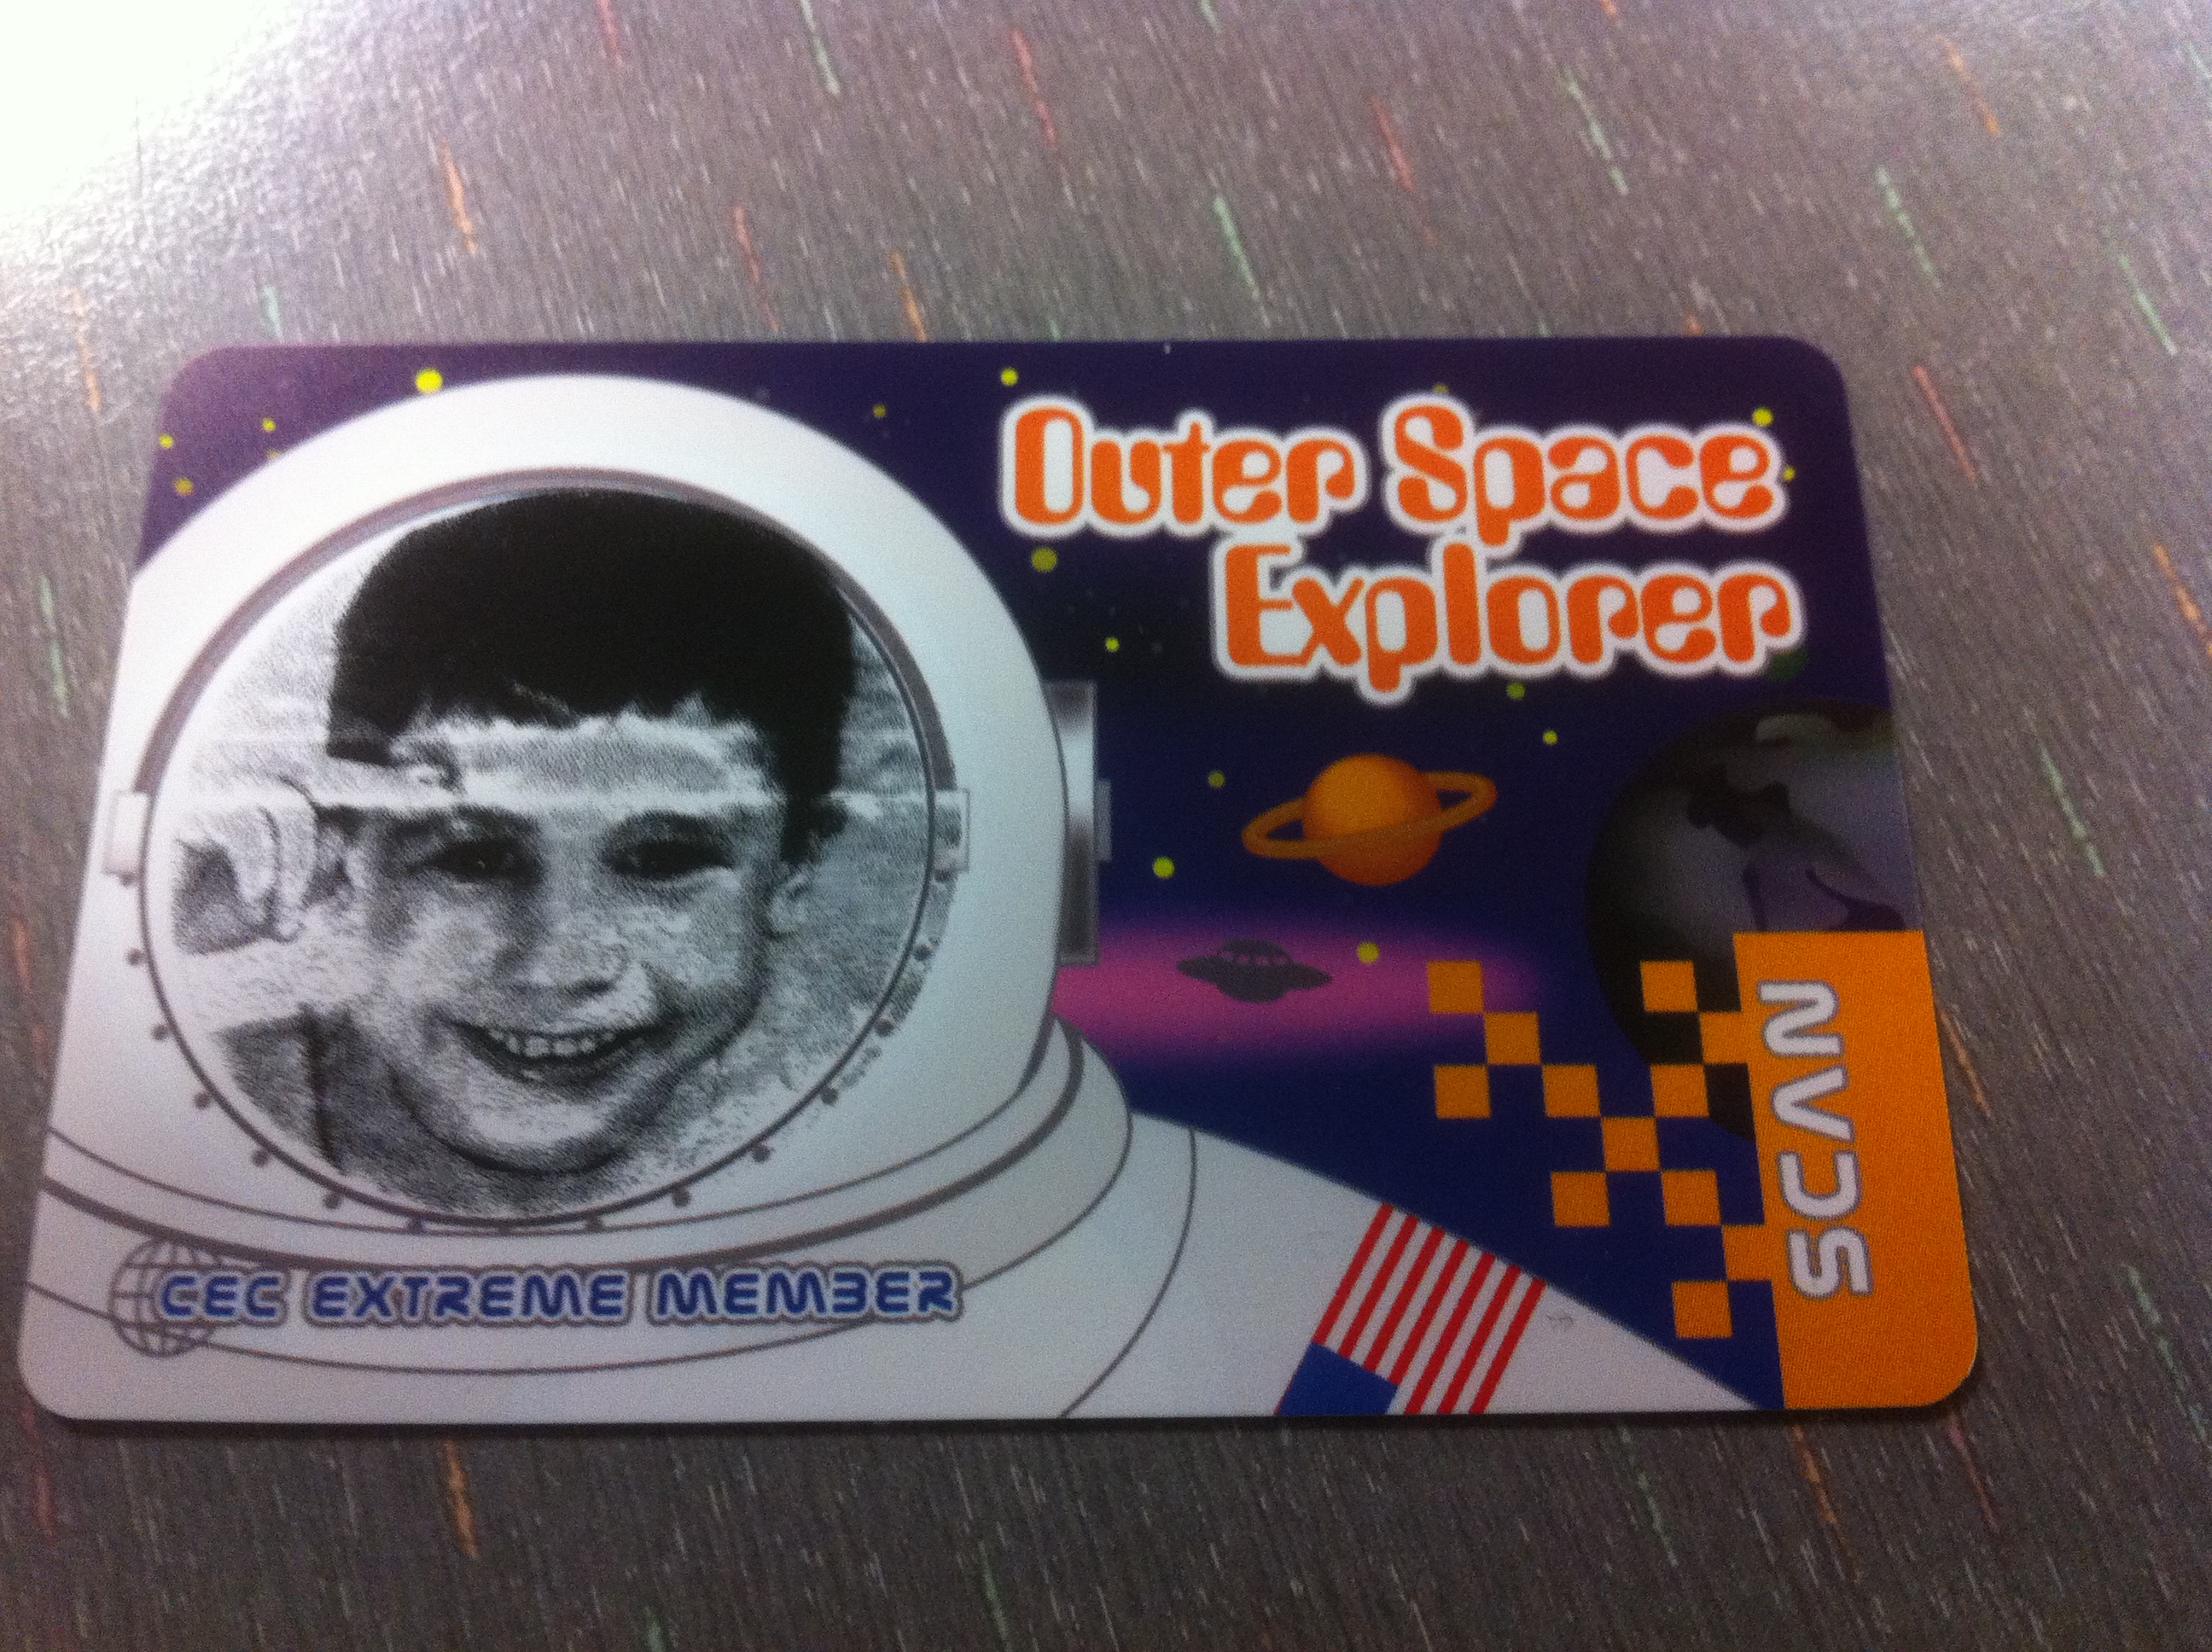 Outer Space
Explorer
SCAN
CEC EXTREME MEMBER